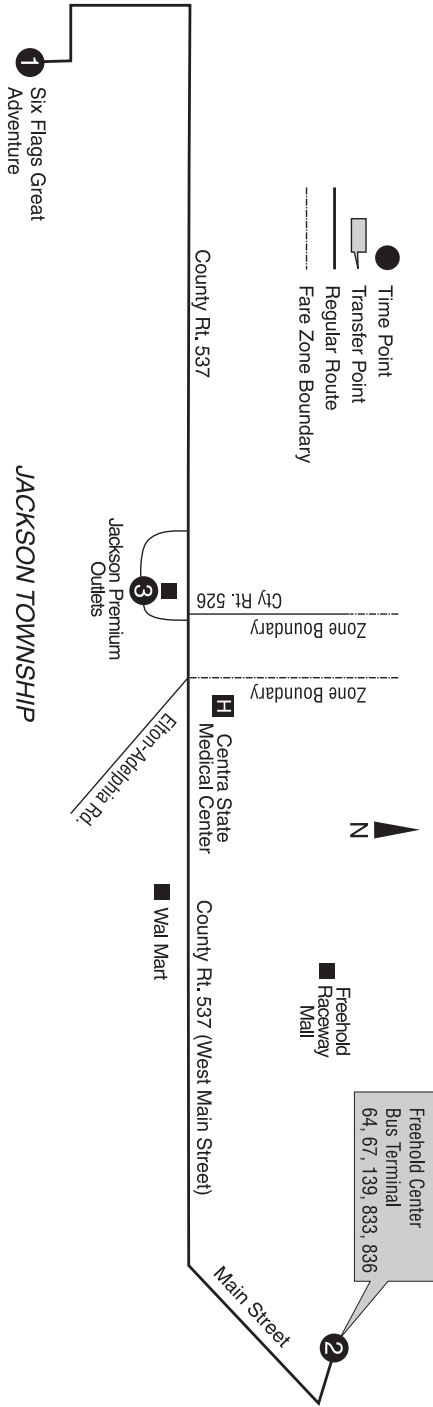 Time Point
Transfer Point
Regular Route
Fare Zone Boundary
1
Six Flags Great
Adventure
County Rt. 537
JACKSON TOWNSHIP
Jackson Premium
Outlets
3
Cty Rt. 526
Zone Boundary
Zone Boundary
Elton-Adelphia Rd.
H
Centra State
Medical Center
N
Wal Mart
County Rt. 537 (West Main Street)
Freehold
Raceway
Mall
Main Street
2
Freehold Center
Bus Terminal
64, 67, 139, 833, 836